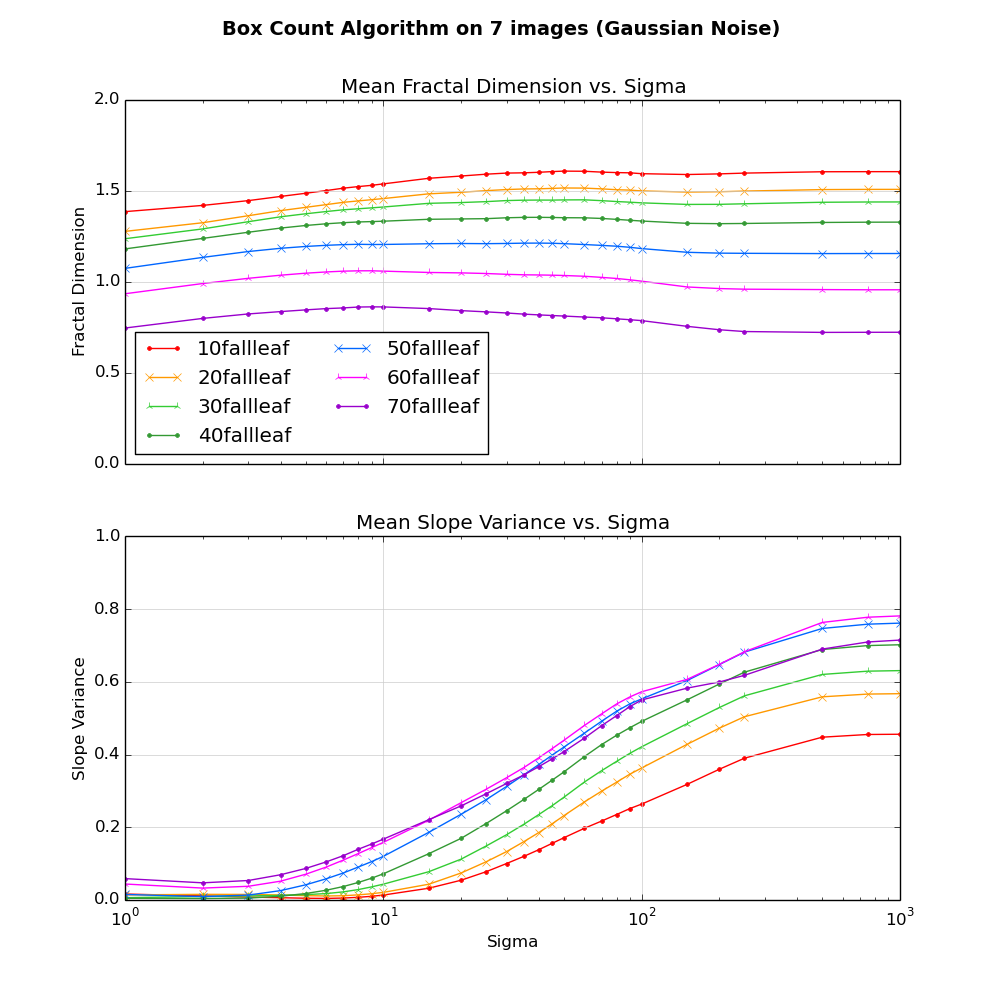 Box Count Algorithm on 7 images (Gaussian Noise)
Mean Fractal Dimension vs. Sigma
2.0
1.5
1.0
0.5
0.0
Fractal Dimension
10fallleaf
20fallleaf
30fallleaf
40fallleaf
50fallleaf
60fallleaf
70fallleaf
Mean Slope Variance vs. Sigma
1.0
0.8
0.6
0.4
0.2
0.0
Slope Variance
10⁰ 10¹ 10² 10³
Sigma